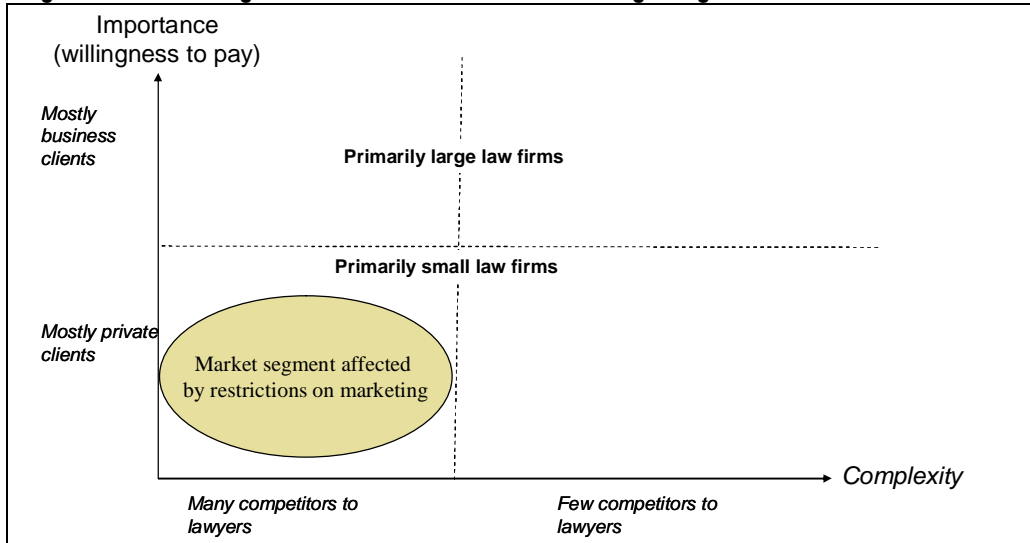 Importance
(willingness to pay)
Mostly
business
clients
Primarily large law firms
Primarily small law firms
Mostly private
clients
Market segment affected
by restrictions on marketing
Complexity
Many competitors to
lawyers
Few competitors to
lawyers